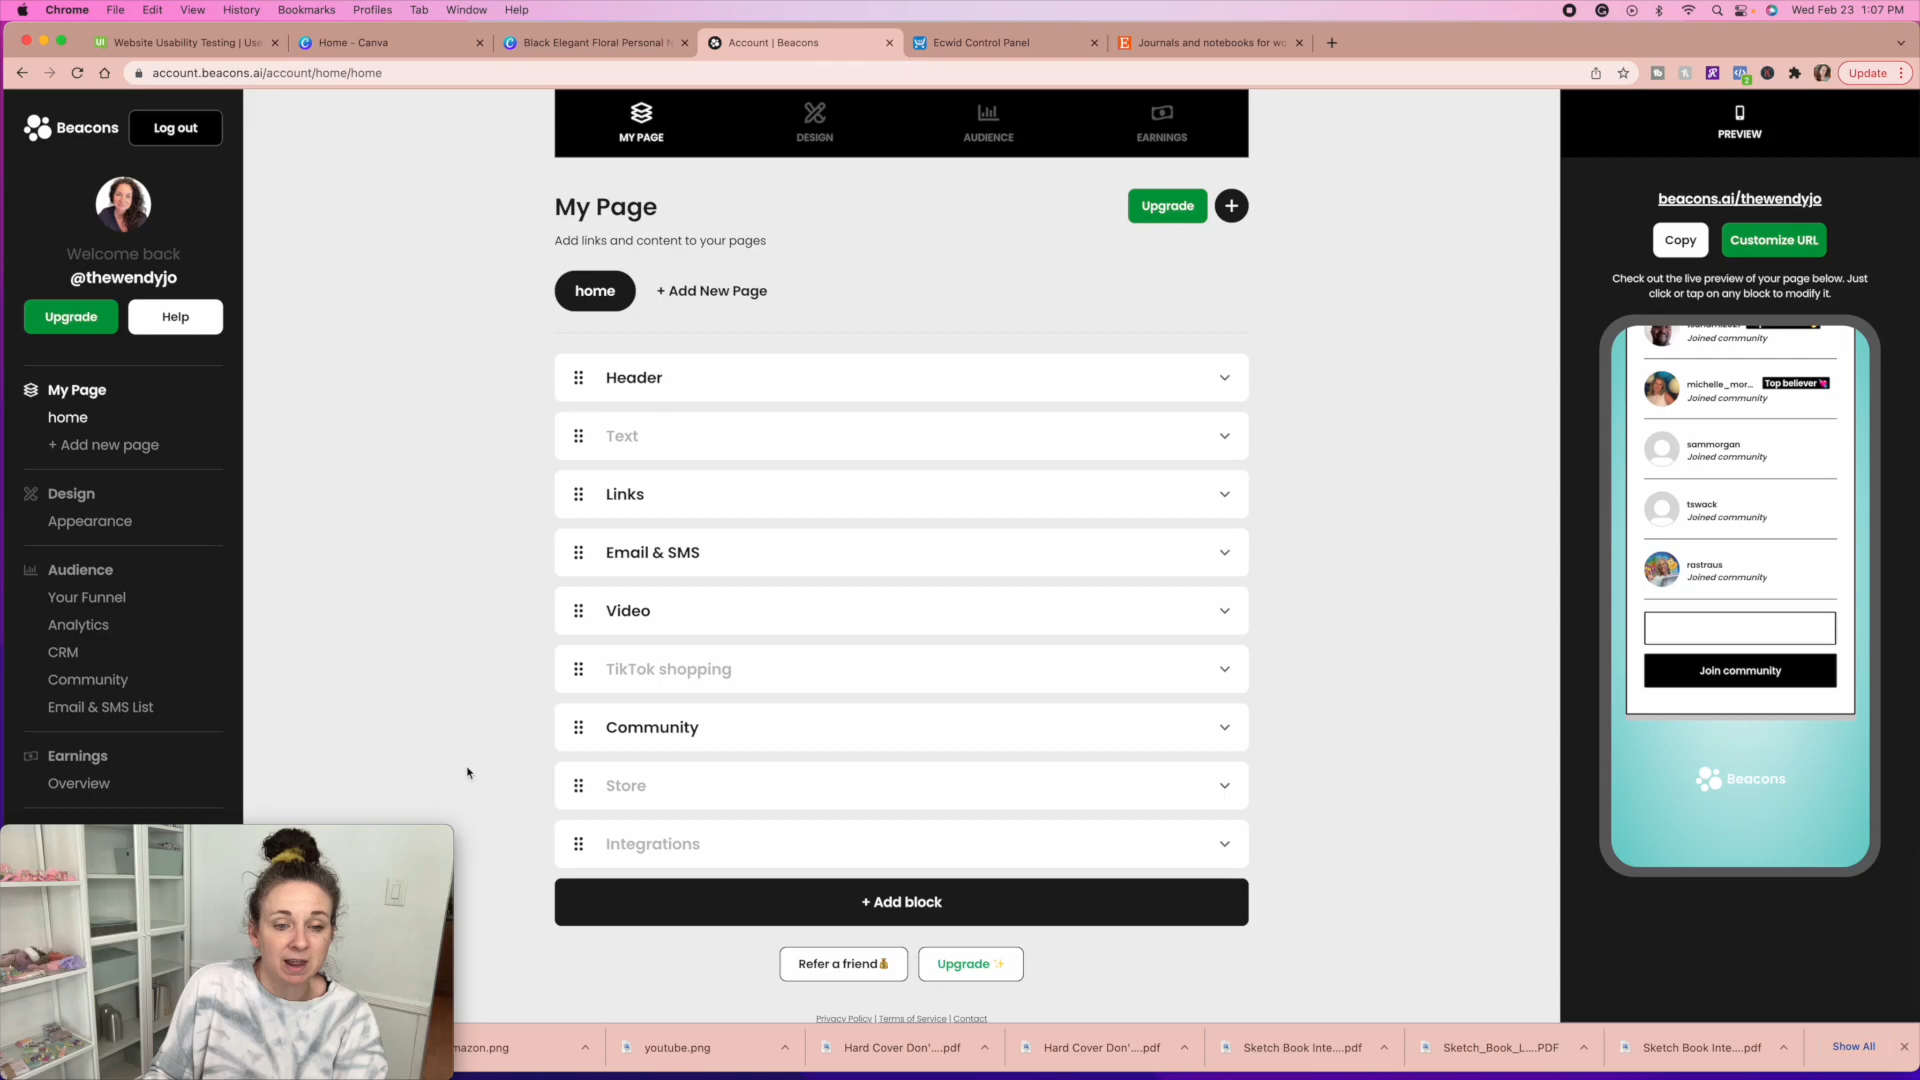 Chrome File Edit View History Bookmarks Profiles Tab Window Help Wed Feb 23 1:07 PM
Website Usability Testing | Use
Home – Canva
Black Elegant Floral Personal N
Account | Beacons
Ecwid Control Panel
Journals and notebooks for wo
account.beacons.ai/account/home/home
2
Update
Beacons
Log out
Welcome back
@thewendyjo
Upgrade
Help
My Page
home
+ Add new page
Design
Appearance
Audience
Your Funnel
Analytics
CRM
Community
Email & SMS List
Earnings
Overview
MY PAGE
DESIGN
AUDIENCE
EARNINGS
My Page
Upgrade
+
Add links and content to your pages
home
+ Add New Page
Header
Text
Links
Email & SMS
Video
TikTok shopping
Community
Store
Integrations
+ Add block
Refer a friend💰
Upgrade ✨
Privacy Policy | Terms of Service | Contact
PREVIEW
beacons.ai/thewendyjo
Copy
Customize URL
Check out the live preview of your page below. Just
click or tap on any block to modify it.
Joined community
michelle_mor... Top believer 💘
Joined community
sammorgan
Joined community
tswack
Joined community
rastraus
Joined community
Join community
Beacons
mazon.png
youtube.png
Hard Cover Don'....pdf
Hard Cover Don'....pdf
Sketch Book Inte....pdf
Sketch_Book_L....PDF
Sketch Book Inte....pdf
Show All